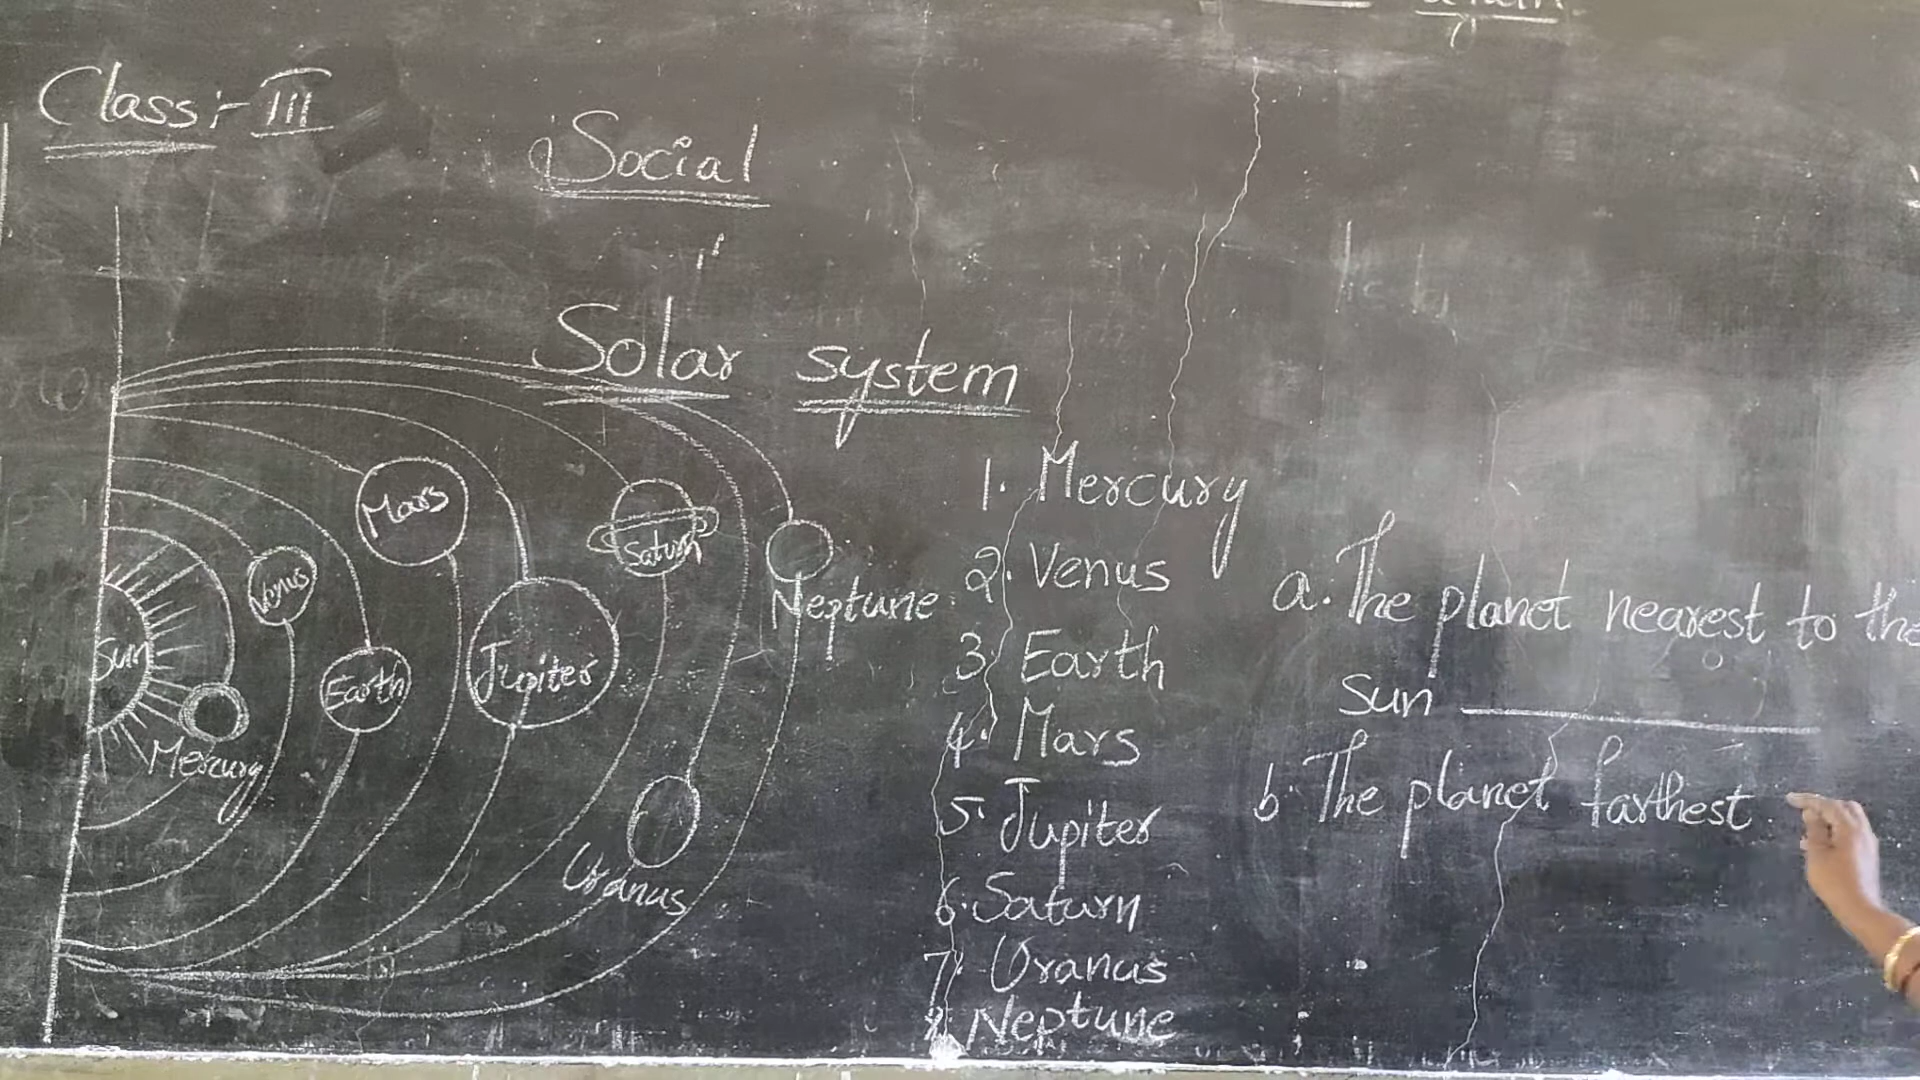 Class:- III
Social
Solar system
Mars
Saturn
Venus
Neptune
Sun
Earth
Jupiter
Mercury
Uranus
1. Mercury
2. Venus
3. Earth
4. Mars
5. Jupiter
6. Saturn
7. Uranus
8. Neptune
a. The planet nearest to the
Sun
b. The planet farthest